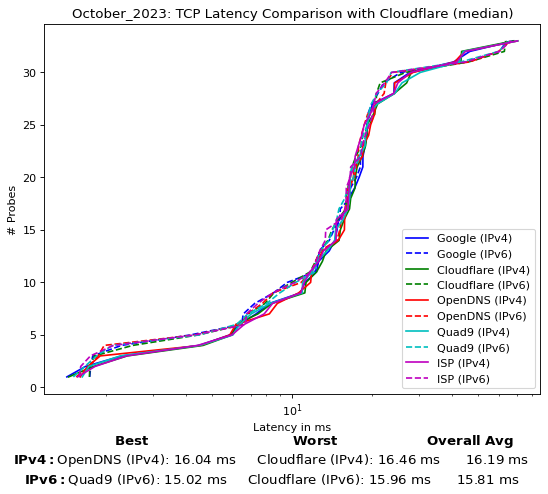 October_2023: TCP Latency Comparison with Cloudflare (median)
# Probes
30
25
20
15
10
5
0
Google (IPv4)
Google (IPv6)
Cloudflare (IPv4)
Cloudflare (IPv6)
OpenDNS (IPv4)
OpenDNS (IPv6)
Quad9 (IPv4)
Quad9 (IPv6)
ISP (IPv4)
ISP (IPv6)
10¹
Latency in ms
Best Worst Overall Avg
IPv4: OpenDNS (IPv4): 16.04 ms Cloudflare (IPv4): 16.46 ms 16.19 ms
IPv6: Quad9 (IPv6): 15.02 ms Cloudflare (IPv6): 15.96 ms 15.81 ms